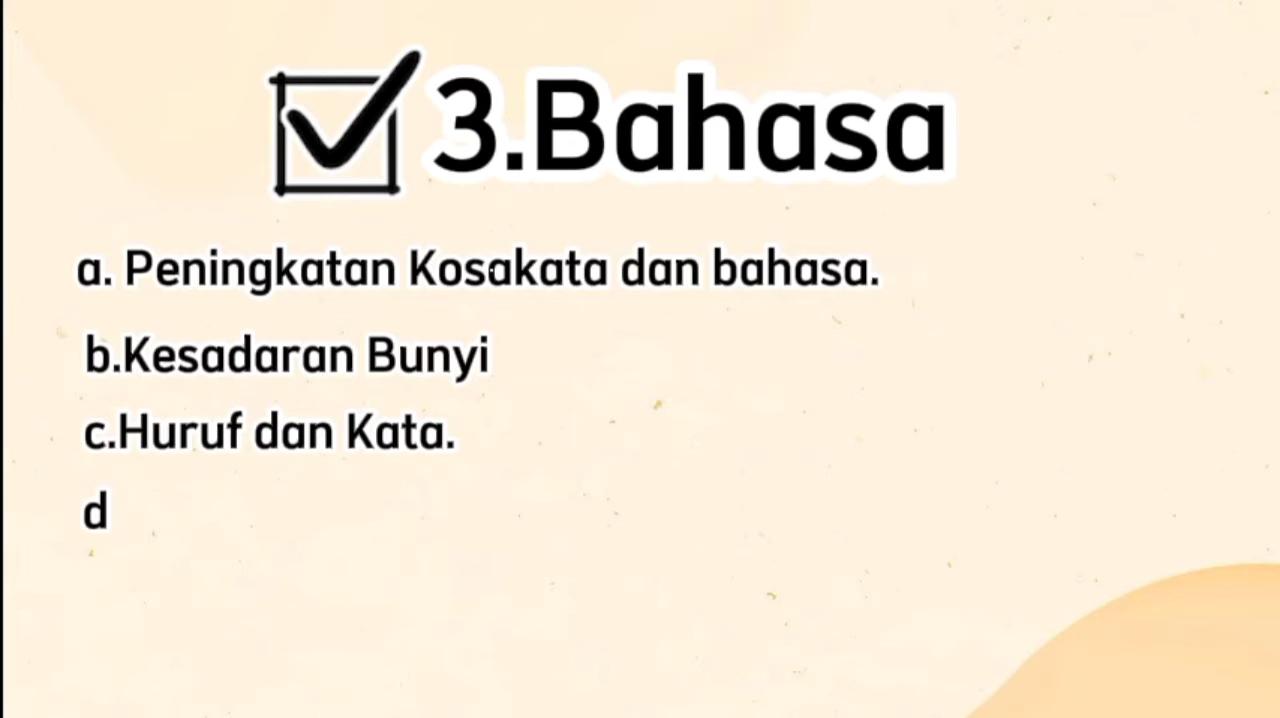 3.Bahasa
a. Peningkatan Kosakata dan bahasa.
b.Kesadaran Bunyi
c.Huruf dan Kata.
d